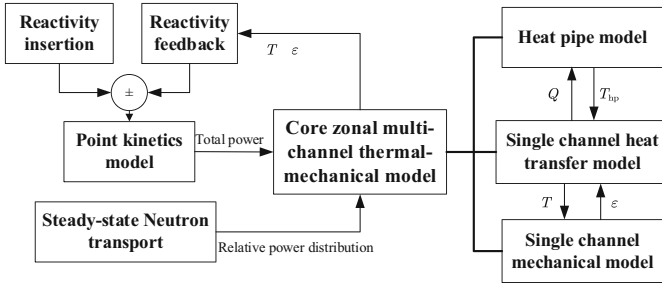 Reactivity
insertion
Reactivity
feedback
T ε
±
Point kinetics
model
Total power
Core zonal multi-
channel thermal-
mechanical model
Steady-state Neutron
transport
Relative power distribution
Heat pipe model
Q
T_hp
Single channel heat
transfer model
T
ε
Single channel
mechanical model